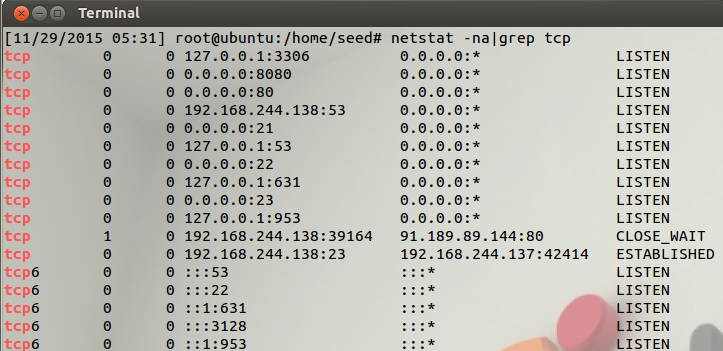 Terminal
[11/29/2015 05:31] root@ubuntu:/home/seed# netstat -na|grep tcp
tcp        0      0 127.0.0.1:3306          0.0.0.0:*               LISTEN
tcp        0      0 0.0.0.0:8080            0.0.0.0:*               LISTEN
tcp        0      0 0.0.0.0:80              0.0.0.0:*               LISTEN
tcp        0      0 192.168.244.138:53      0.0.0.0:*               LISTEN
tcp        0      0 0.0.0.0:21              0.0.0.0:*               LISTEN
tcp        0      0 127.0.0.1:53            0.0.0.0:*               LISTEN
tcp        0      0 0.0.0.0:22              0.0.0.0:*               LISTEN
tcp        0      0 127.0.0.1:631           0.0.0.0:*               LISTEN
tcp        0      0 0.0.0.0:23              0.0.0.0:*               LISTEN
tcp        0      0 127.0.0.1:953           0.0.0.0:*               LISTEN
tcp        1      0 192.168.244.138:39164   91.189.89.144:80        CLOSE_WAIT
tcp        0      0 192.168.244.138:23      192.168.244.137:42414   ESTABLISHED
tcp6       0      0 :::53                   :::*                    LISTEN
tcp6       0      0 :::22                   :::*                    LISTEN
tcp6       0      0 ::1:631                 :::*                    LISTEN
tcp6       0      0 :::3128                 :::*                    LISTEN
tcp6       0      0 ::1:953                 :::*                    LISTEN